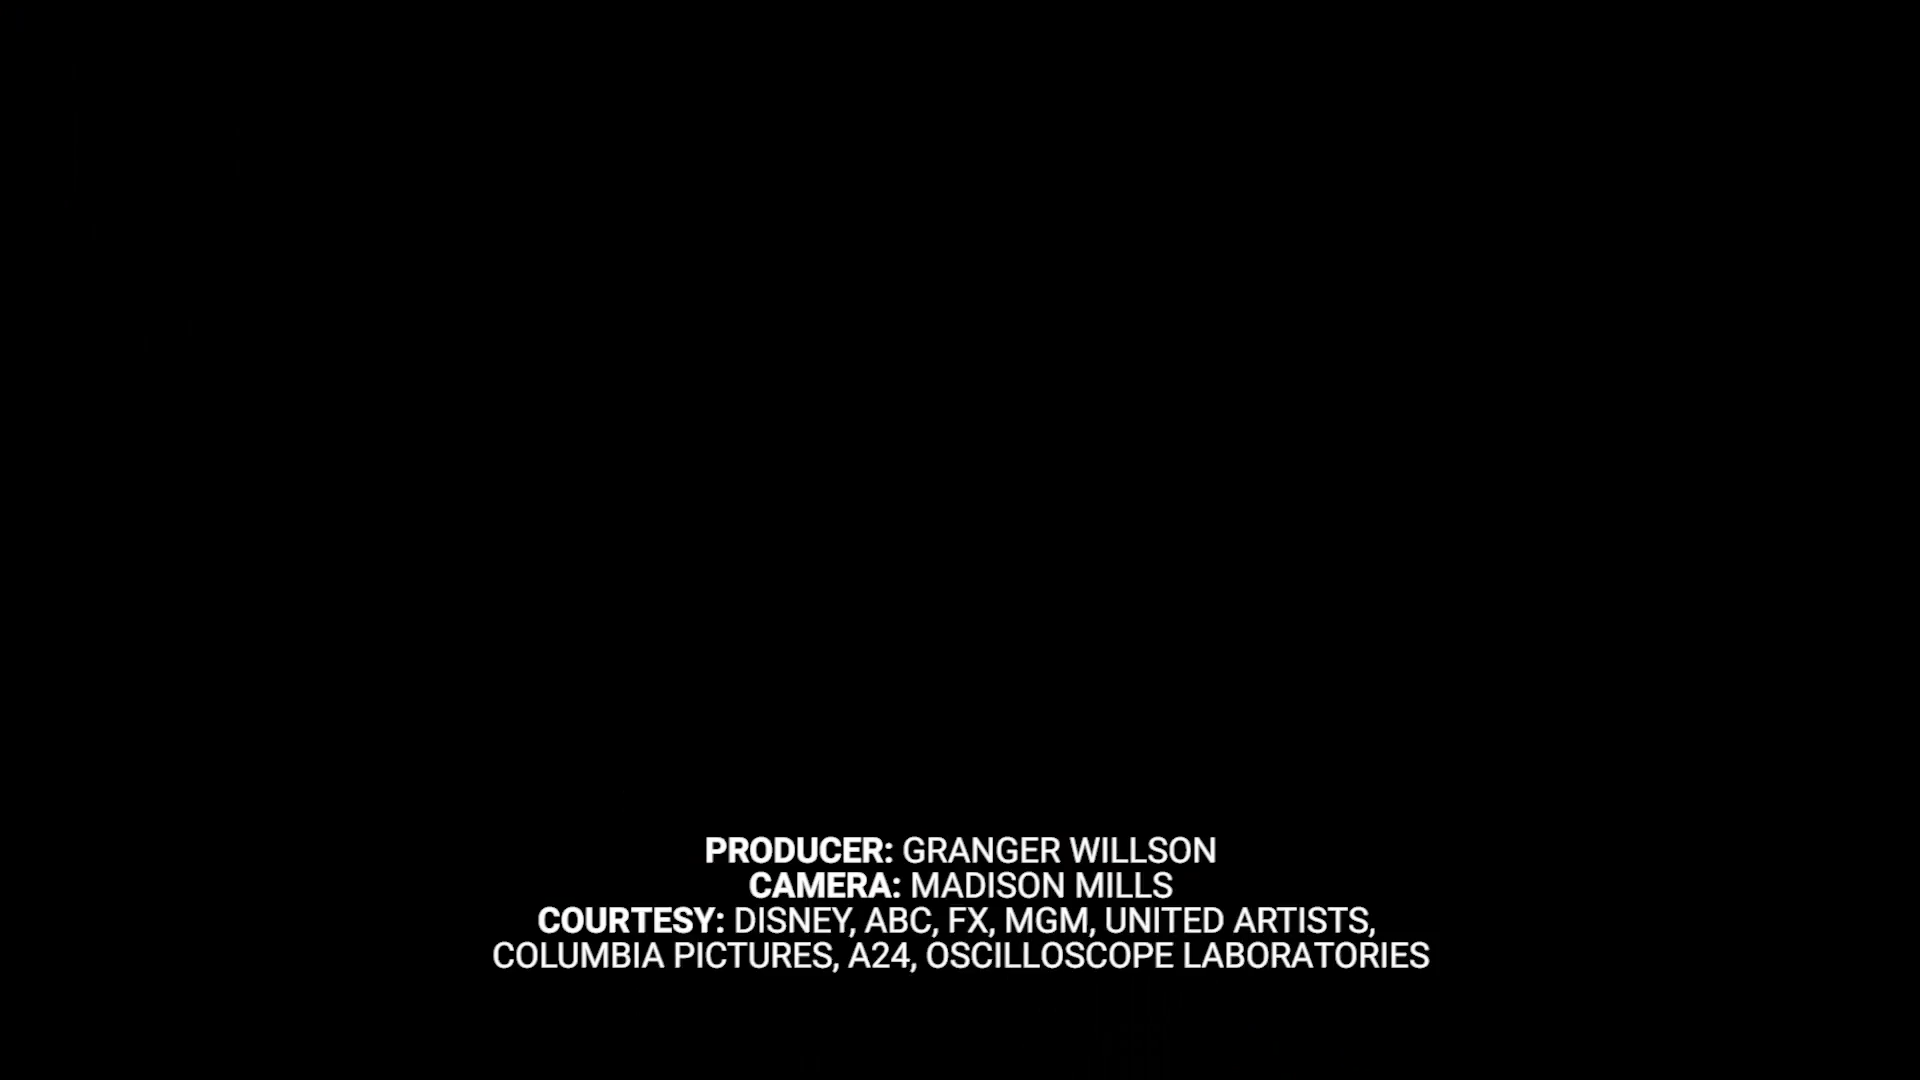 PRODUCER: GRANGER WILLSON
CAMERA: MADISON MILLS
COURTESY: DISNEY, ABC, FX, MGM, UNITED ARTISTS,
COLUMBIA PICTURES, A24, OSCILLOSCOPE LABORATORIES